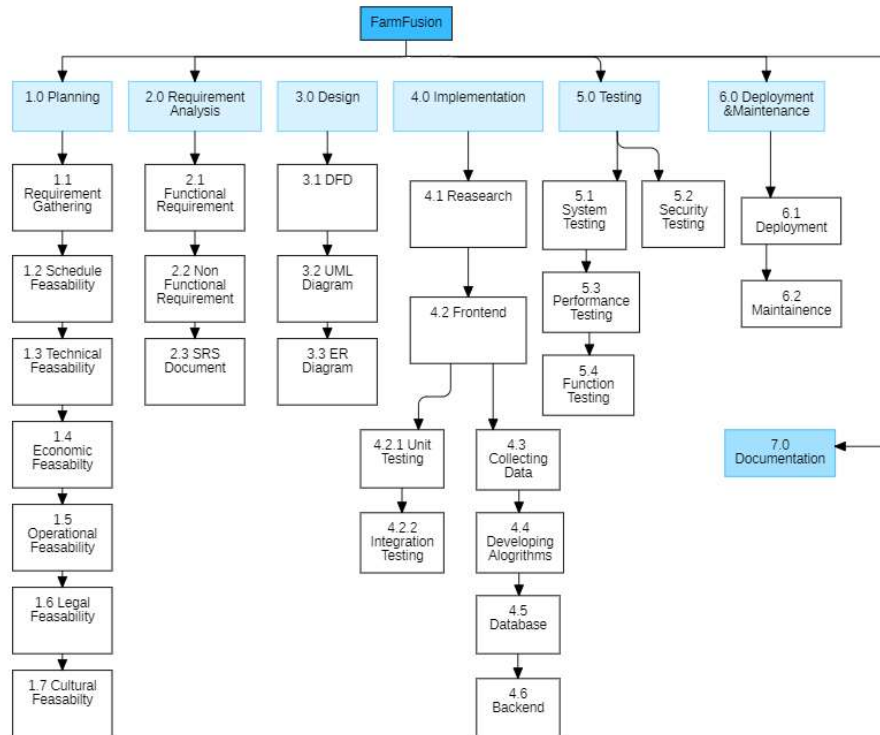 FarmFusion
1.0 Planning
2.0 Requirement
Analysis
3.0 Design
4.0 Implementation
5.0 Testing
6.0 Deployment
&Maintenance
1.1
Requirement
Gathering
1.2 Schedule
Feasability
1.3 Technical
Feasability
1.4
Economic
Feasabilty
1.5
Operational
Feasability
1.6 Legal
Feasability
1.7 Cultural
Feasabilty
2.1
Functional
Requirement
2.2 Non
Functional
Requirement
2.3 SRS
Document
3.1 DFD
3.2 UML
Diagram
3.3 ER
Diagram
4.1 Reasearch
4.2 Frontend
4.2.1 Unit
Testing
4.2.2
Integration
Testing
4.3
Collecting
Data
4.4
Developing
Alogrithms
4.5
Database
4.6
Backend
5.1
System
Testing
5.2
Security
Testing
5.3
Performance
Testing
5.4
Function
Testing
6.1
Deployment
6.2
Maintainence
7.0
Documentation